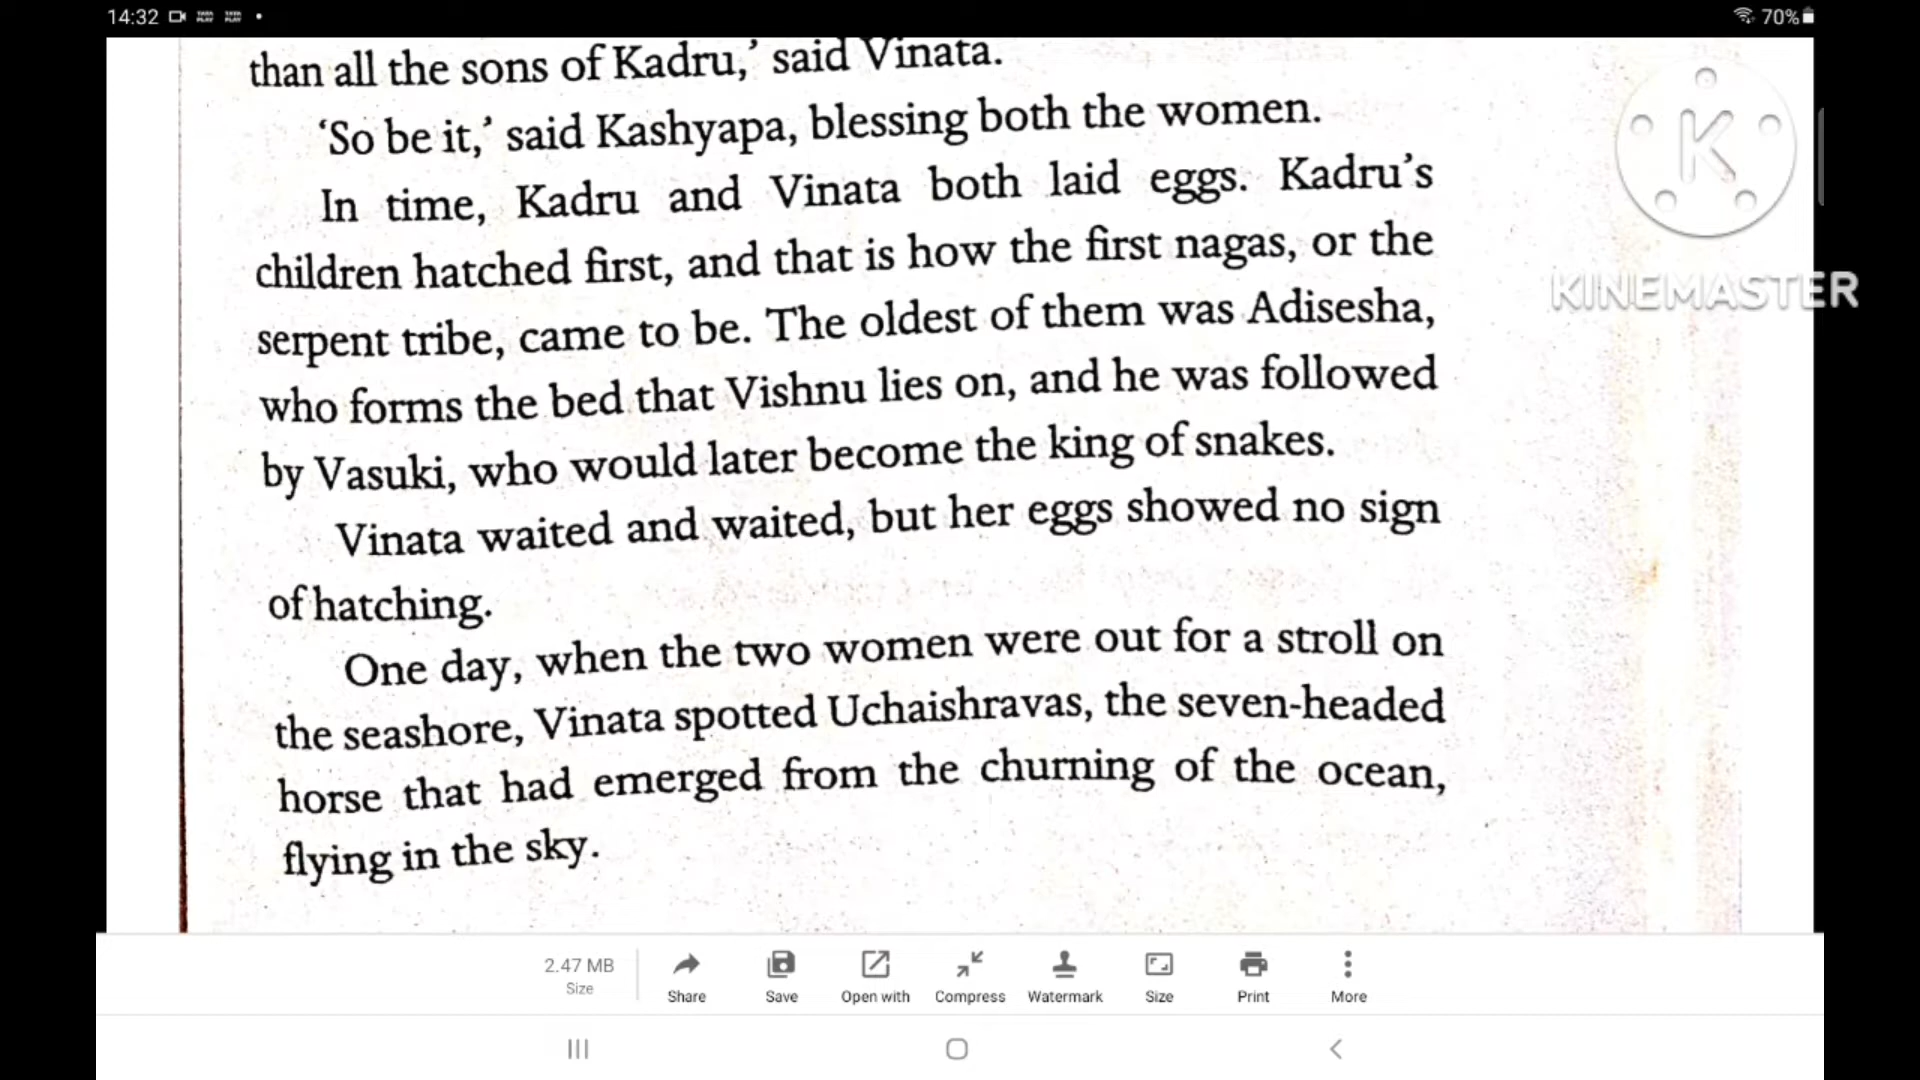 14:32
70%
than all the sons of Kadru,’ said Vinata.
‘So be it,’ said Kashyapa, blessing both the women.
In time, Kadru and Vinata both laid eggs. Kadru’s
children hatched first, and that is how the first nagas, or the
serpent tribe, came to be. The oldest of them was Adisesha,
who forms the bed that Vishnu lies on, and he was followed
by Vasuki, who would later become the king of snakes.
Vinata waited and waited, but her eggs showed no sign
of hatching.
One day, when the two women were out for a stroll on
the seashore, Vinata spotted Uchaishravas, the seven-headed
horse that had emerged from the churning of the ocean,
flying in the sky.
K
KINEMASTER
2.47 MB
Size
Share
Save
Open with
Compress
Watermark
Size
Print
More